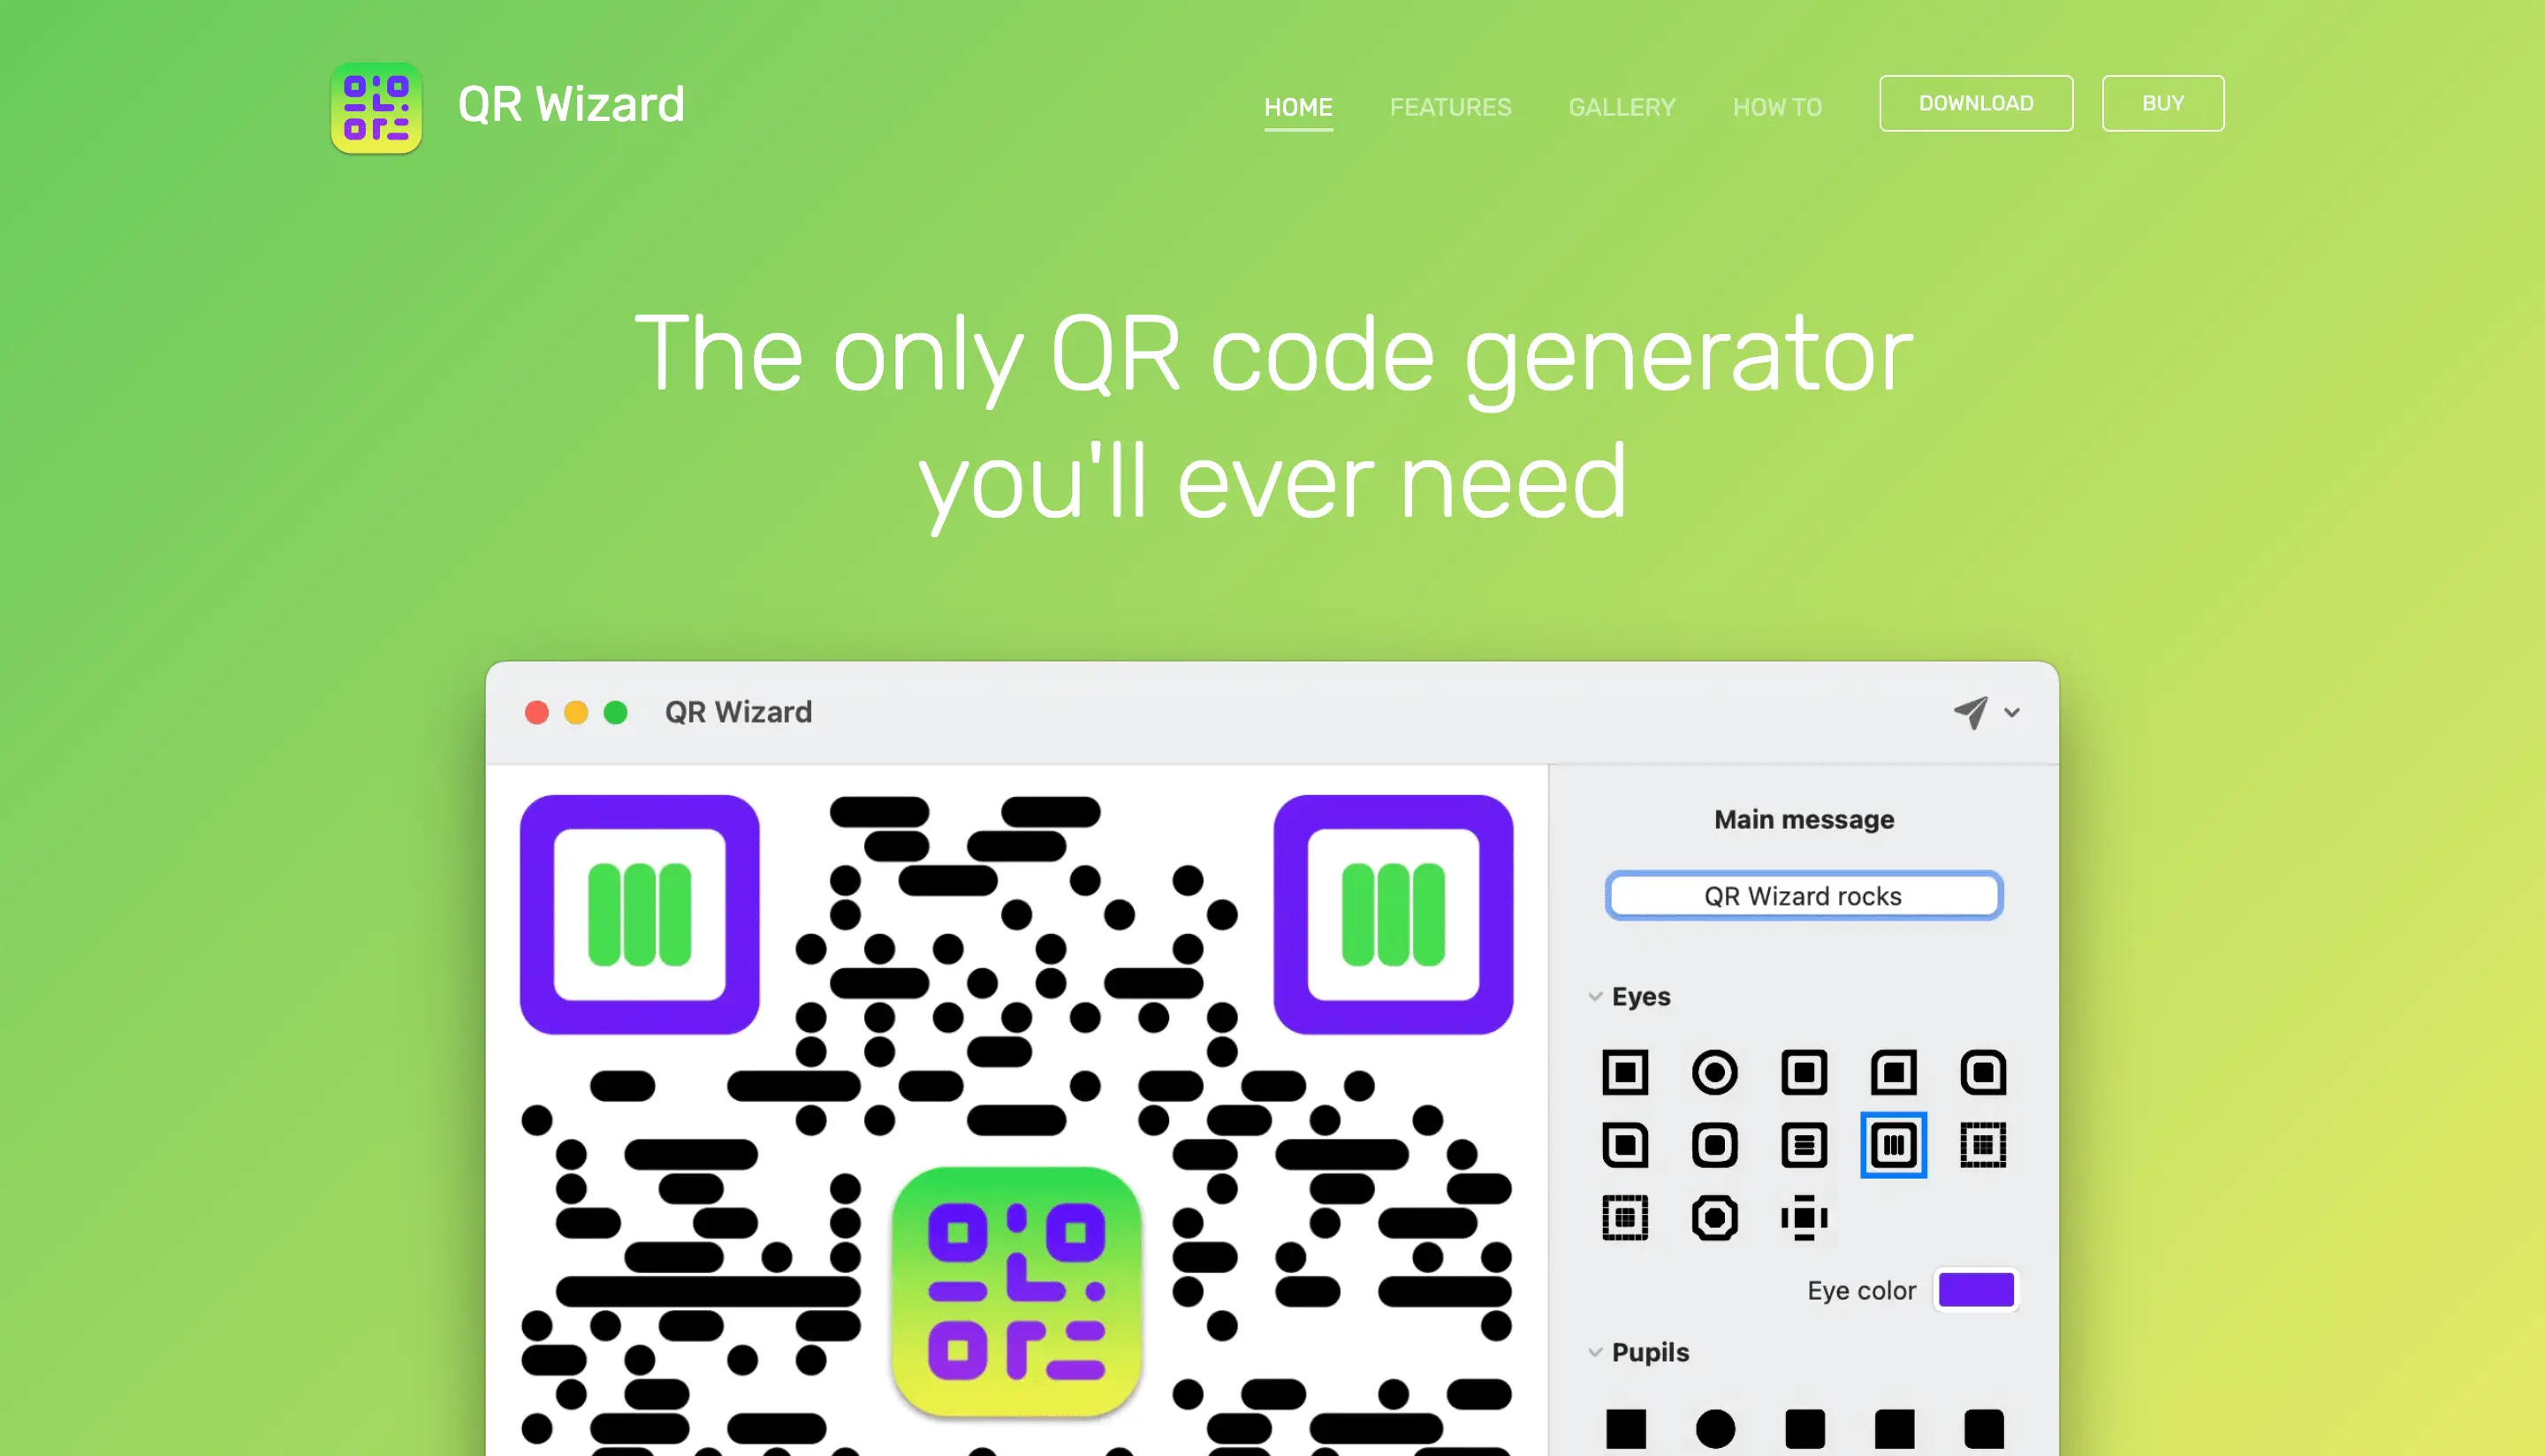 QR Wizard
HOME FEATURES GALLERY HOW TO DOWNLOAD BUY
The only QR code generator
you'll ever need
QR Wizard
Main message
QR Wizard rocks
Eyes
Eye color
Pupils